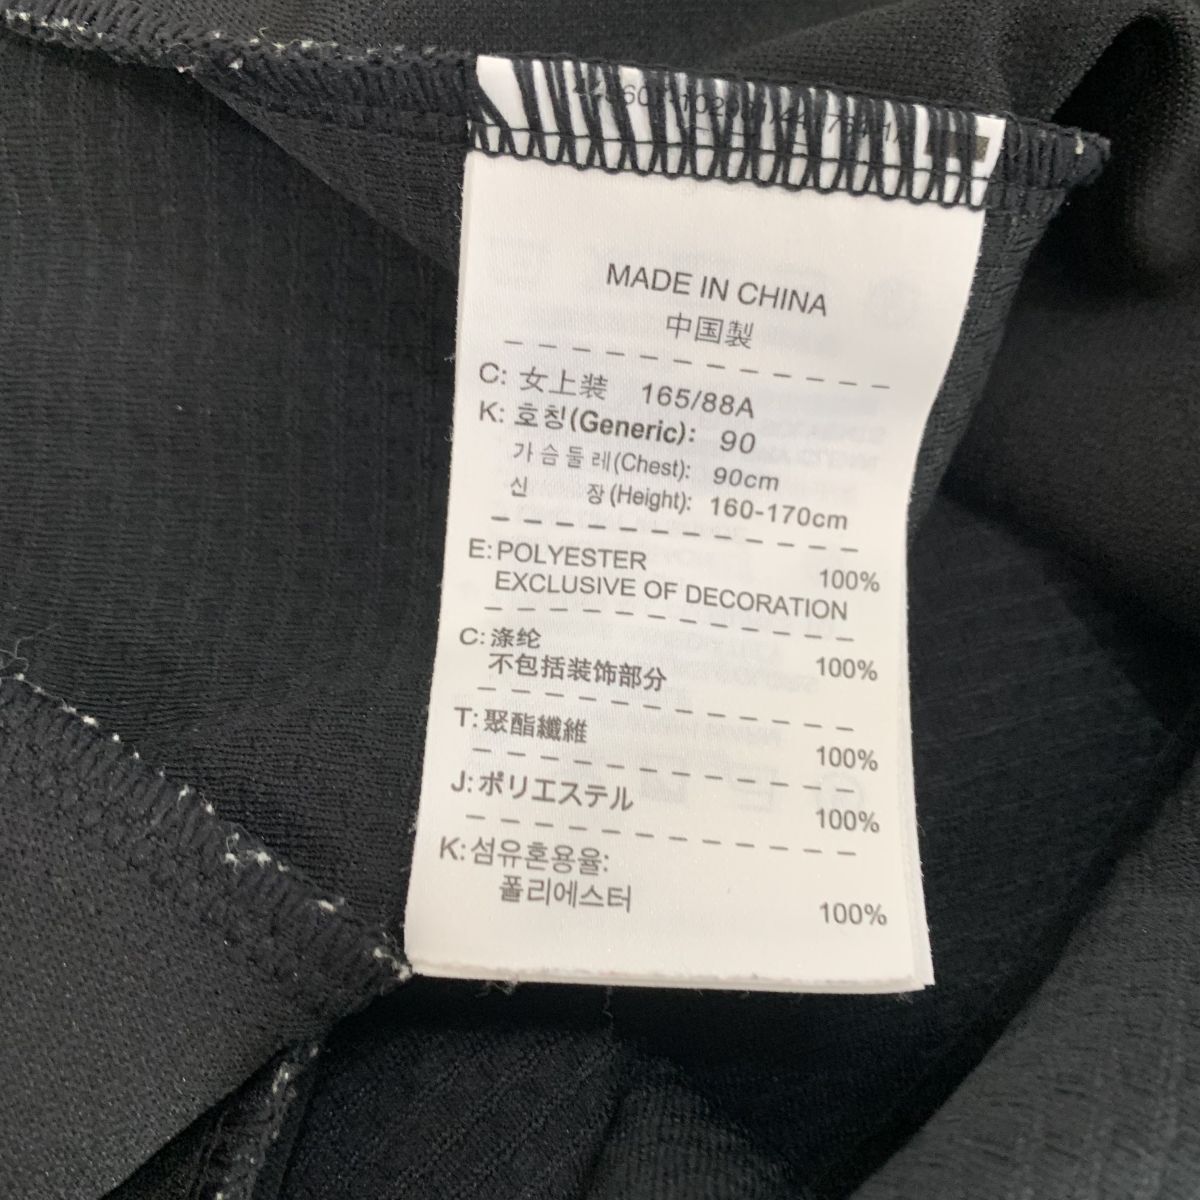 MADE IN CHINA
中国製
C: 女上装 165/88A
K: 호칭(Generic): 90
가슴둘레(Chest): 90cm
신 장(Height): 160-170cm
E: POLYESTER 100%
EXCLUSIVE OF DECORATION
C: 涤纶 100%
不包括装饰部分
T: 聚酯纖維 100%
J: ポリエステル 100%
K: 섬유혼용율:
폴리에스터 100%